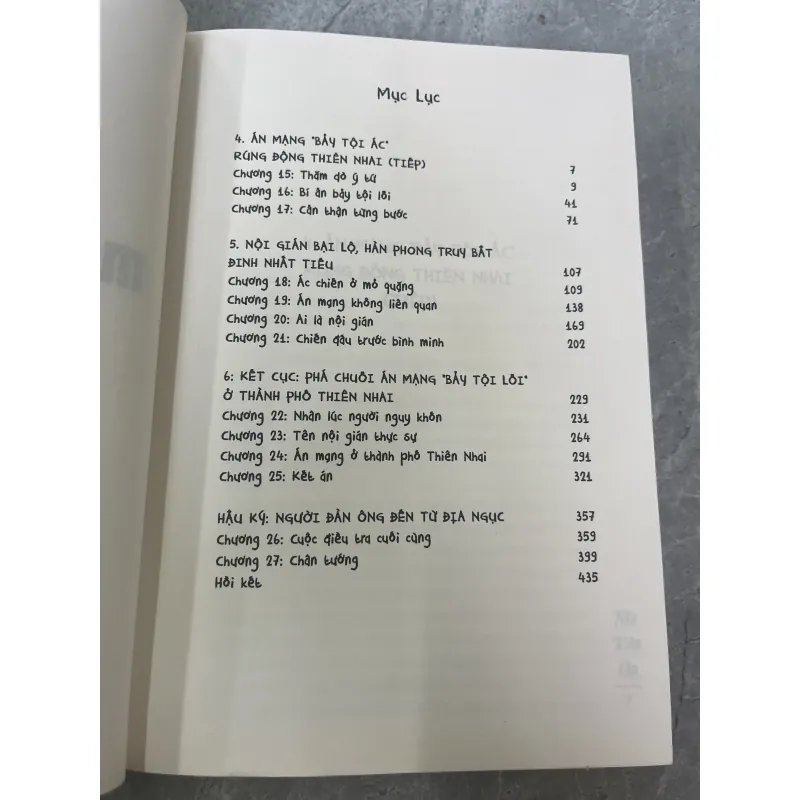 Mục Lục
4. ÁN MẠNG "BẢY TỘI ÁC"
RÚNG ĐỘNG THIÊN NHAI (TIẾP) 7
Chương 15: Thăm dò ý tứ 9
Chương 16: Bí ẩn bảy tội lỗi 41
Chương 17: Cẩn thận từng bước 71
5. NỘI GIÁN BẠI LỘ, HÀN PHONG TRUY BẮT
ĐINH NHẤT TIẾU 107
Chương 18: Ác chiến ở mỏ quặng 109
Chương 19: Án mạng không liên quan 138
Chương 20: Ai là nội gián 169
Chương 21: Chiến đấu trước bình minh 202
6: KẾT CỤC: PHÁ CHUỖI ÁN MẠNG "BẢY TỘI LỖI"
Ở THÀNH PHỐ THIÊN NHAI 229
Chương 22: Nhân lúc người nguy khốn 231
Chương 23: Tên nội gián thực sự 264
Chương 24: Án mạng ở thành phố Thiên Nhai 291
Chương 25: Kết án 321
HẬU KÝ: NGƯỜI ĐÀN ÔNG ĐẾN TỪ ĐỊA NGỤC 357
Chương 26: Cuộc điều tra cuối cùng 359
Chương 27: Chân tướng 399
Hồi kết 435